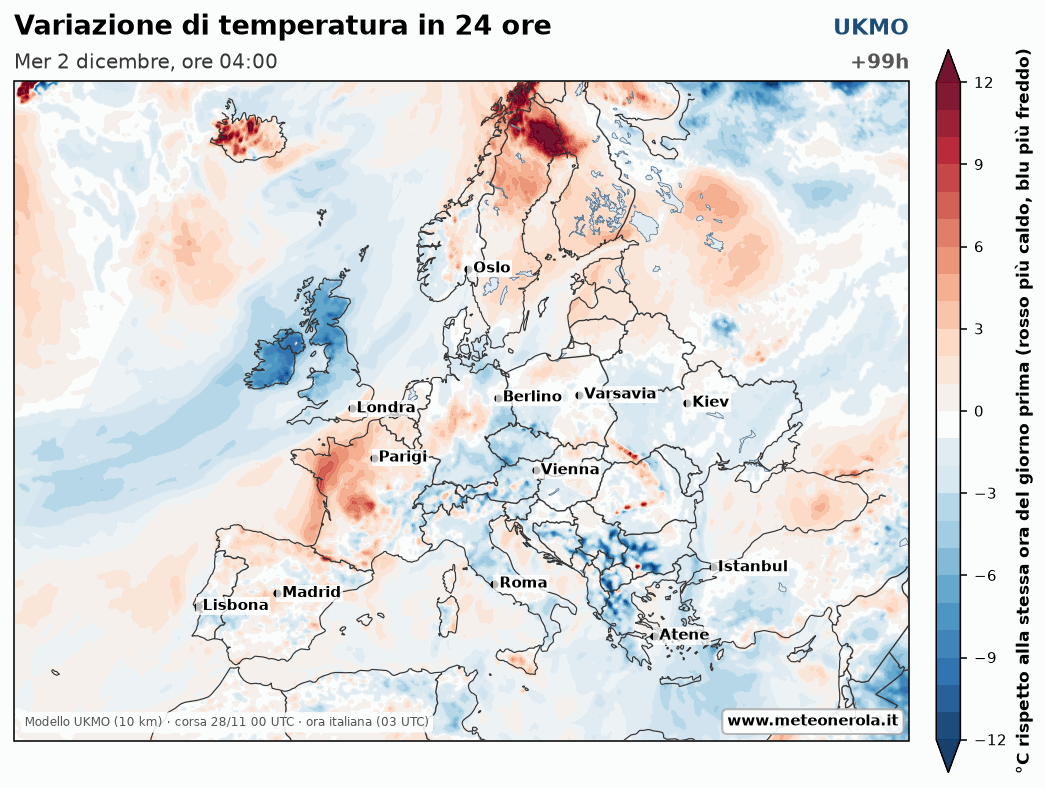 Variazione di temperatura in 24 ore
UKMO
Mer 2 dicembre, ore 04:00
+99h
Oslo
Londra
Berlino
Varsavia
Kiev
Parigi
Vienna
Istanbul
Roma
Madrid
Lisbona
Atene
Modello UKMO (10 km) · corsa 28/11 00 UTC · ora italiana (03 UTC)
www.meteonerola.it
12
9
6
3
0
−3
−6
−9
−12
°C rispetto alla stessa ora del giorno prima (rosso più caldo, blu più freddo)